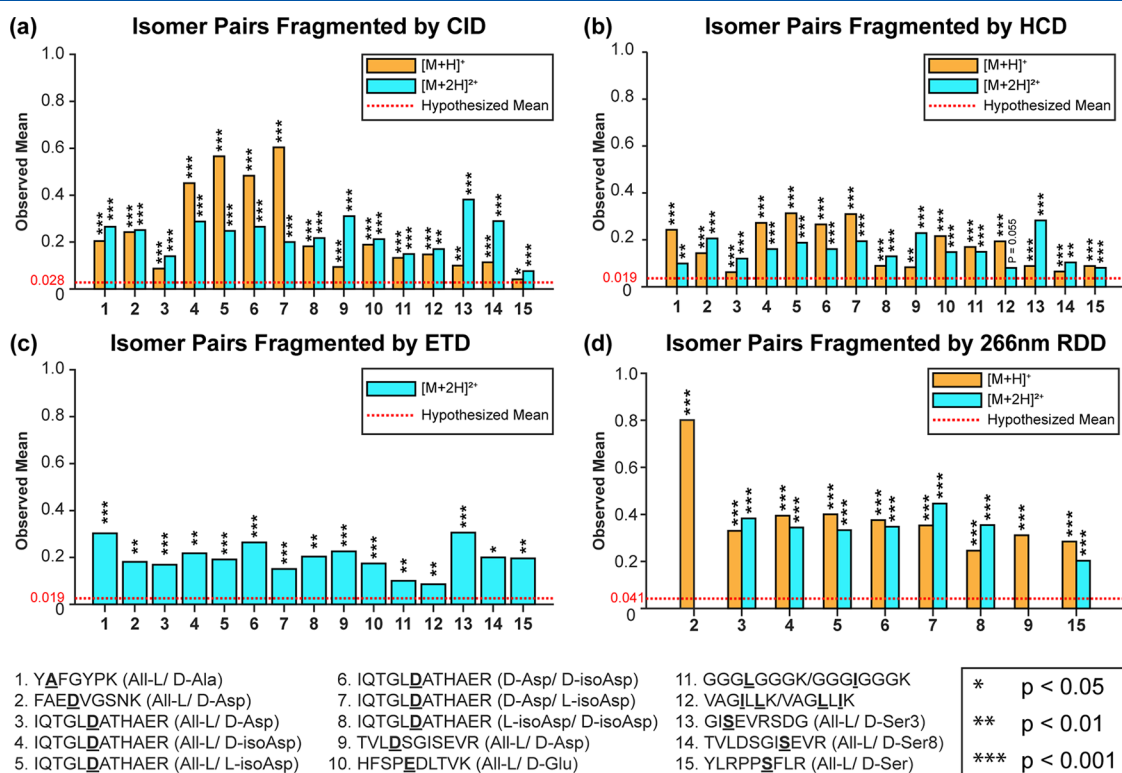 (a) Isomer Pairs Fragmented by CID
1.0
0.8
0.6
0.4
0.2
0.028
0
Observed Mean
[M+H]⁺
[M+2H]²⁺
Hypothesized Mean
*** *** *** *** *** *** *** *** *** *** *** *** *** *** *** *** ** *** *** *** *** *** *** ** ** *** *** *** * ***
1 2 3 4 5 6 7 8 9 10 11 12 13 14 15
(b) Isomer Pairs Fragmented by HCD
1.0
0.8
0.6
0.4
0.2
0.019
0
Observed Mean
[M+H]⁺
[M+2H]²⁺
Hypothesized Mean
P = 0.055
1 2 3 4 5 6 7 8 9 10 11 12 13 14 15
(c) Isomer Pairs Fragmented by ETD
1.0
0.8
0.6
0.4
0.2
0.019
0
Observed Mean
[M+2H]²⁺
Hypothesized Mean
*** ** *** ** *** *** *** ** *** *** ** ** *** * **
1 2 3 4 5 6 7 8 9 10 11 12 13 14 15
(d) Isomer Pairs Fragmented by 266nm RDD
1.0
0.8
0.6
0.4
0.2
0.041
0
Observed Mean
[M+H]⁺
[M+2H]²⁺
Hypothesized Mean
*** *** *** *** *** *** *** *** *** *** *** *** *** *** *** ***
2 3 4 5 6 7 8 9 15
1. YAFGYPK (All-L/ D-Ala)
2. FAEDVGSNK (All-L/ D-Asp)
3. IQTGLDATHAER (All-L/ D-Asp)
4. IQTGLDATHAER (All-L/ D-isoAsp)
5. IQTGLDATHAER (All-L/ L-isoAsp)
6. IQTGLDATHAER (D-Asp/ D-isoAsp)
7. IQTGLDATHAER (D-Asp/ L-isoAsp)
8. IQTGLDATHAER (L-isoAsp/ D-isoAsp)
9. TVLDSGISEVR (All-L/ D-Asp)
10. HFSPEDLTVK (All-L/ D-Glu)
11. GGGLGGGK/GGGIGGGK
12. VAGILLK/VAGLLIK
13. GISEVRSDG (All-L/ D-Ser3)
14. TVLDSGISEVR (All-L/ D-Ser8)
15. YLRPPSFLR (All-L/ D-Ser)
* p < 0.05
** p < 0.01
*** p < 0.001